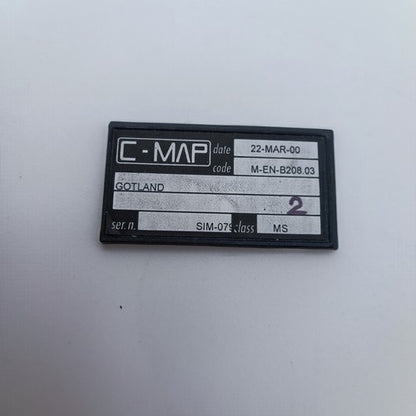 C-MAP date 22-MAR-00
code M-EN-B208.03
GOTLAND
2
ser.n. SIM-079 class MS